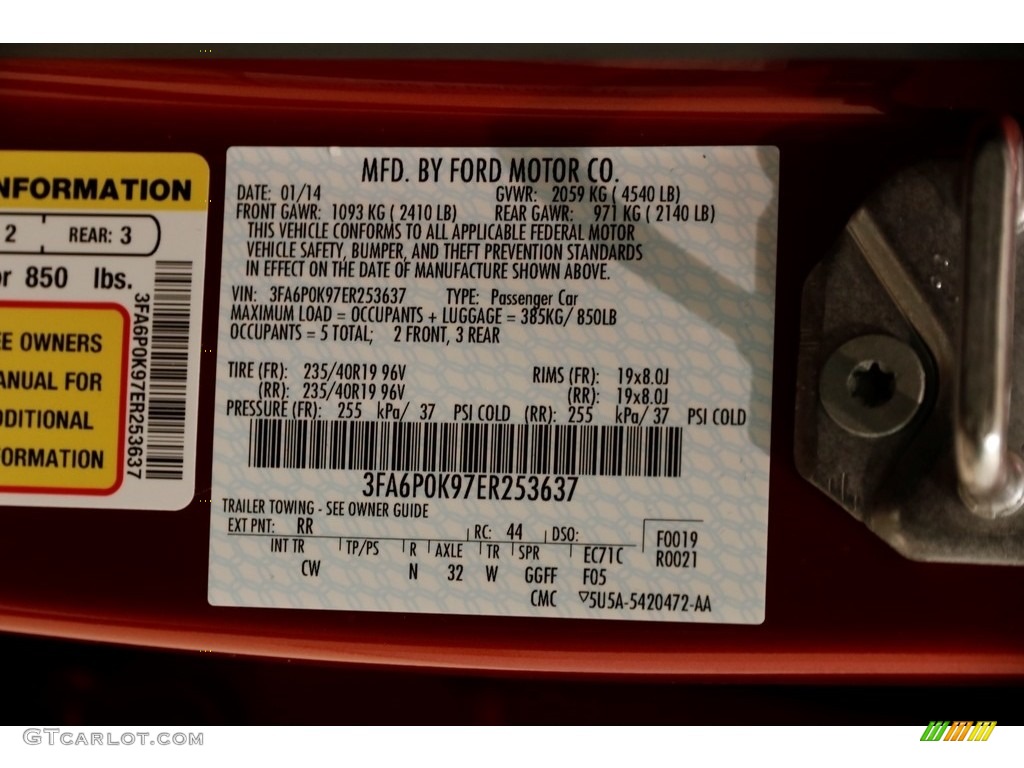 NFORMATION
2 REAR: 3
or 850 lbs.
EE OWNERS
ANUAL FOR
DDITIONAL
ORMATION
3FA6P0K97ER253637
MFD. BY FORD MOTOR CO.
DATE: 01/14 GVWR: 2059 KG ( 4540 LB)
FRONT GAWR: 1093 KG ( 2410 LB) REAR GAWR: 971 KG ( 2140 LB)
THIS VEHICLE CONFORMS TO ALL APPLICABLE FEDERAL MOTOR
VEHICLE SAFETY, BUMPER, AND THEFT PREVENTION STANDARDS
IN EFFECT ON THE DATE OF MANUFACTURE SHOWN ABOVE.
VIN: 3FA6P0K97ER253637 TYPE: Passenger Car
MAXIMUM LOAD = OCCUPANTS + LUGGAGE = 385KG/ 850LB
OCCUPANTS = 5 TOTAL; 2 FRONT, 3 REAR
TIRE (FR): 235/40R19 96V RIMS (FR): 19x8.0J
(RR): 235/40R19 96V (RR): 19x8.0J
PRESSURE (FR): 255 kPa/ 37 PSI COLD (RR): 255 kPa/ 37 PSI COLD
3FA6P0K97ER253637
TRAILER TOWING - SEE OWNER GUIDE
EXT PNT: RR RC: 44 DSO: F0019
R0021
INT TR TP/PS R AXLE TR SPR EC71C
CW N 32 W GGFF F05
CMC ▽5U5A-5420472-AA
GTCARLOT.COM